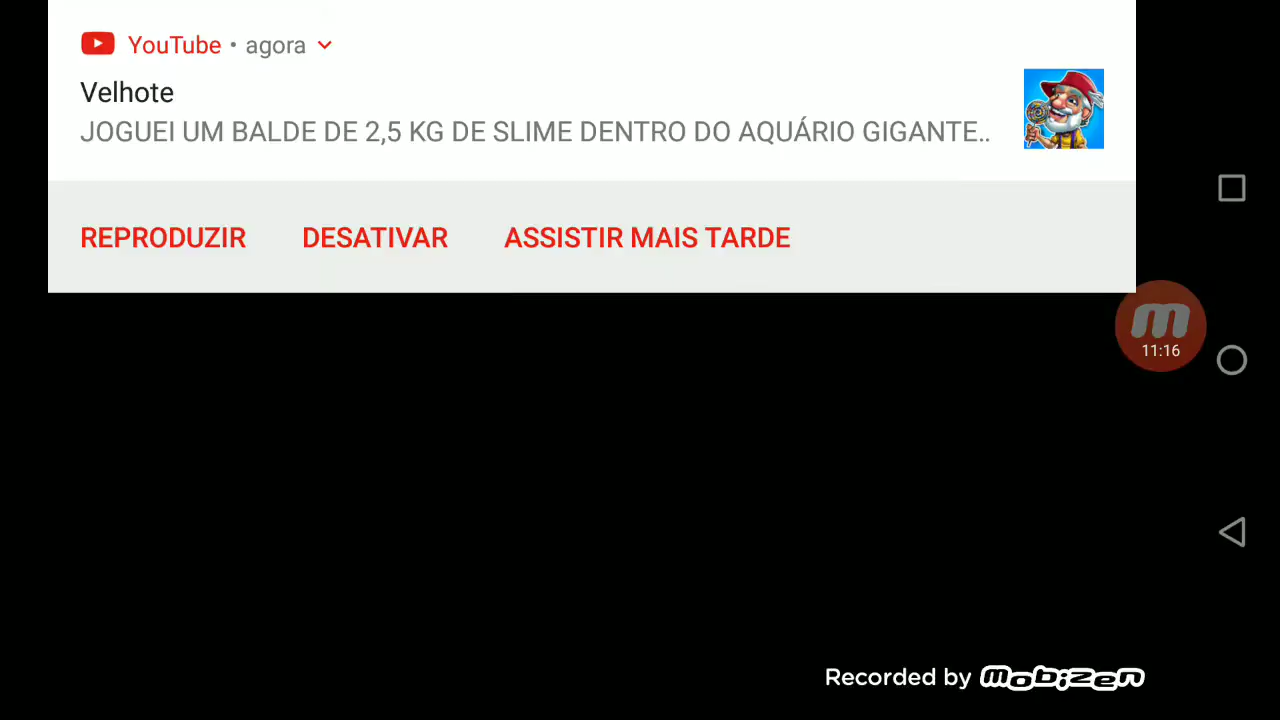 YouTube • agora
Velhote
JOGUEI UM BALDE DE 2,5 KG DE SLIME DENTRO DO AQUÁRIO GIGANTE..
REPRODUZIR DESATIVAR ASSISTIR MAIS TARDE
11:16
Recorded by mobizen